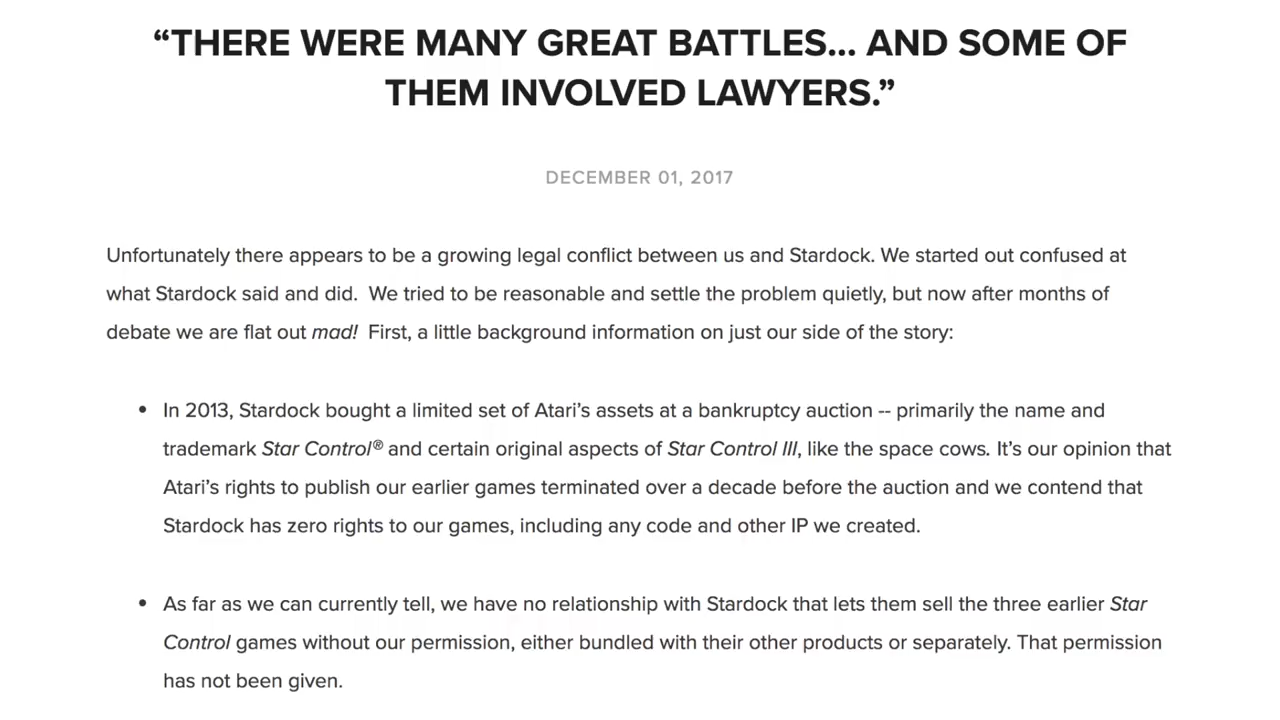 “THERE WERE MANY GREAT BATTLES... AND SOME OF
THEM INVOLVED LAWYERS.”
DECEMBER 01, 2017
Unfortunately there appears to be a growing legal conflict between us and Stardock. We started out confused at
what Stardock said and did.  We tried to be reasonable and settle the problem quietly, but now after months of
debate we are flat out mad!  First, a little background information on just our side of the story:
• In 2013, Stardock bought a limited set of Atari’s assets at a bankruptcy auction -- primarily the name and
trademark Star Control® and certain original aspects of Star Control III, like the space cows. It’s our opinion that
Atari’s rights to publish our earlier games terminated over a decade before the auction and we contend that
Stardock has zero rights to our games, including any code and other IP we created.
• As far as we can currently tell, we have no relationship with Stardock that lets them sell the three earlier Star
Control games without our permission, either bundled with their other products or separately. That permission
has not been given.